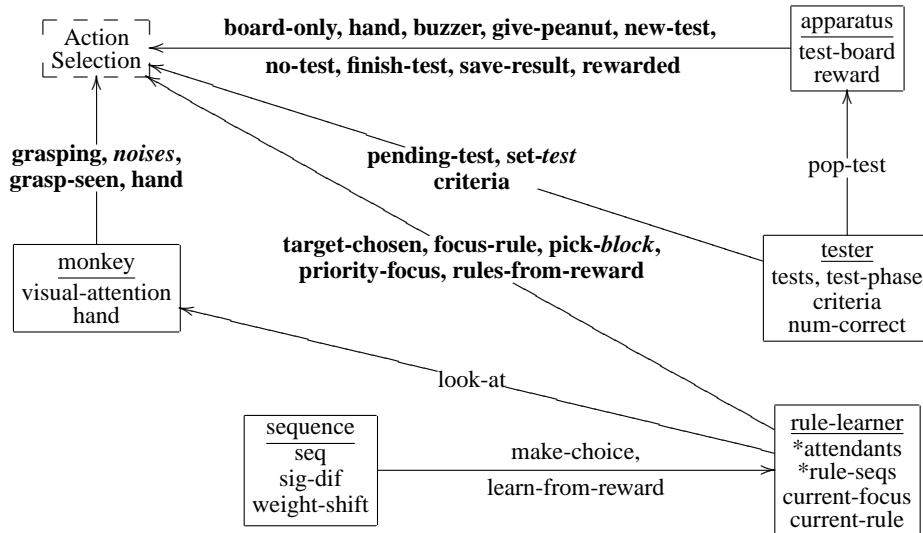 Action
Selection
board-only, hand, buzzer, give-peanut, new-test,
no-test, finish-test, save-result, rewarded
apparatus
test-board
reward
grasping, noises,
grasp-seen, hand
pending-test, set-test
criteria
pop-test
target-chosen, focus-rule, pick-block,
priority-focus, rules-from-reward
monkey
visual-attention
hand
tester
tests, test-phase
criteria
num-correct
look-at
sequence
seq
sig-dif
weight-shift
make-choice,
learn-from-reward
rule-learner
*attendants
*rule-seqs
current-focus
current-rule